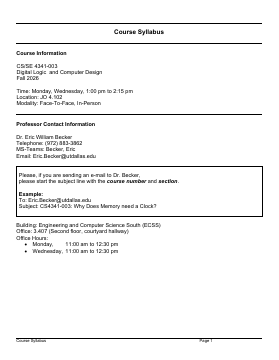 Course Syllabus
Course Information
CS/SE 4341-003
Digital Logic and Computer Design
Fall 2026
Time: Monday, Wednesday, 1:00 pm to 2:15 pm
Location: JO 4.102
Modality: Face-To-Face, In-Person
Professor Contact Information
Dr. Eric William Becker
Telephone: (972) 883-3862
MS-Teams: Becker, Eric
Email: Eric.Becker@utdallas.edu
Please, if you are sending an e-mail to Dr. Becker,
please start the subject line with the course number and section.
Example:
To: Eric.Becker@utdallas.edu
Subject: CS4341-003: Why Does Memory need a Clock?
Building: Engineering and Computer Science South (ECSS)
Office: 3.407 (Second floor, courtyard hallway)
Office Hours:
• Monday, 11:00 am to 12:30 pm
• Wednesday, 11:00 am to 12:30 pm
Course Syllabus Page 1